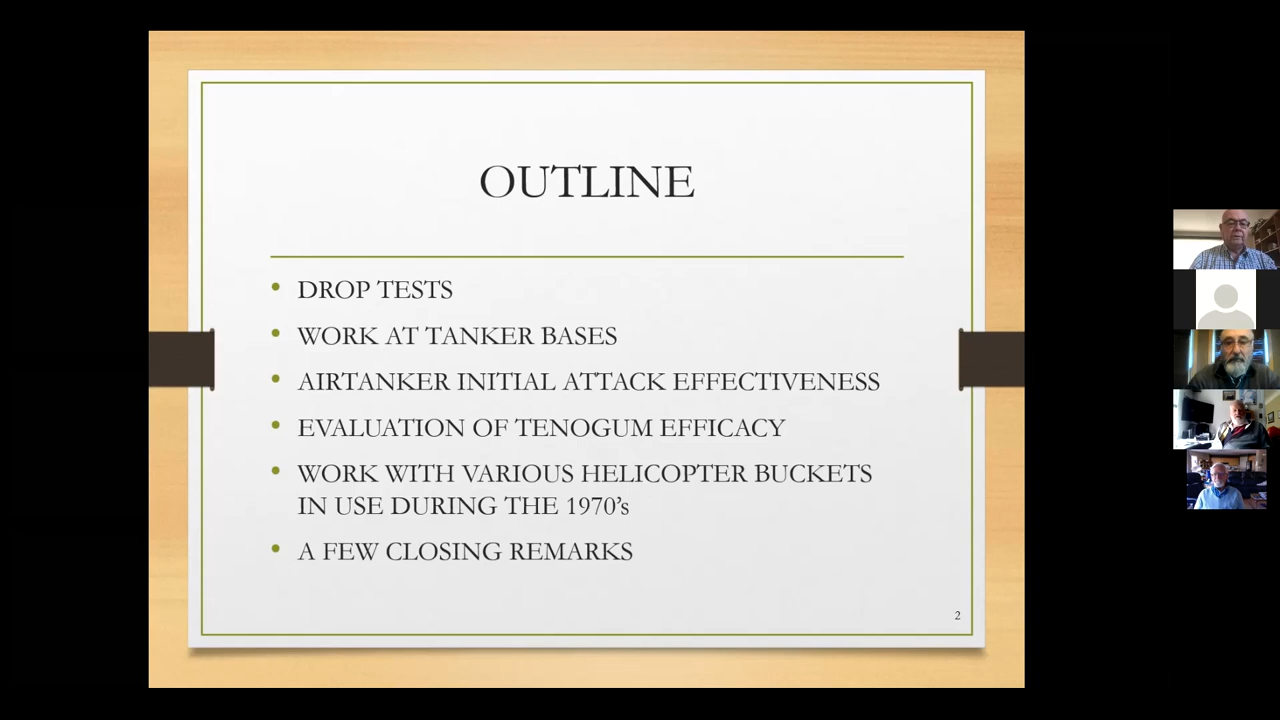 OUTLINE
• DROP TESTS
• WORK AT TANKER BASES
• AIRTANKER INITIAL ATTACK EFFECTIVENESS
• EVALUATION OF TENOGUM EFFICACY
• WORK WITH VARIOUS HELICOPTER BUCKETS
IN USE DURING THE 1970’s
• A FEW CLOSING REMARKS
2